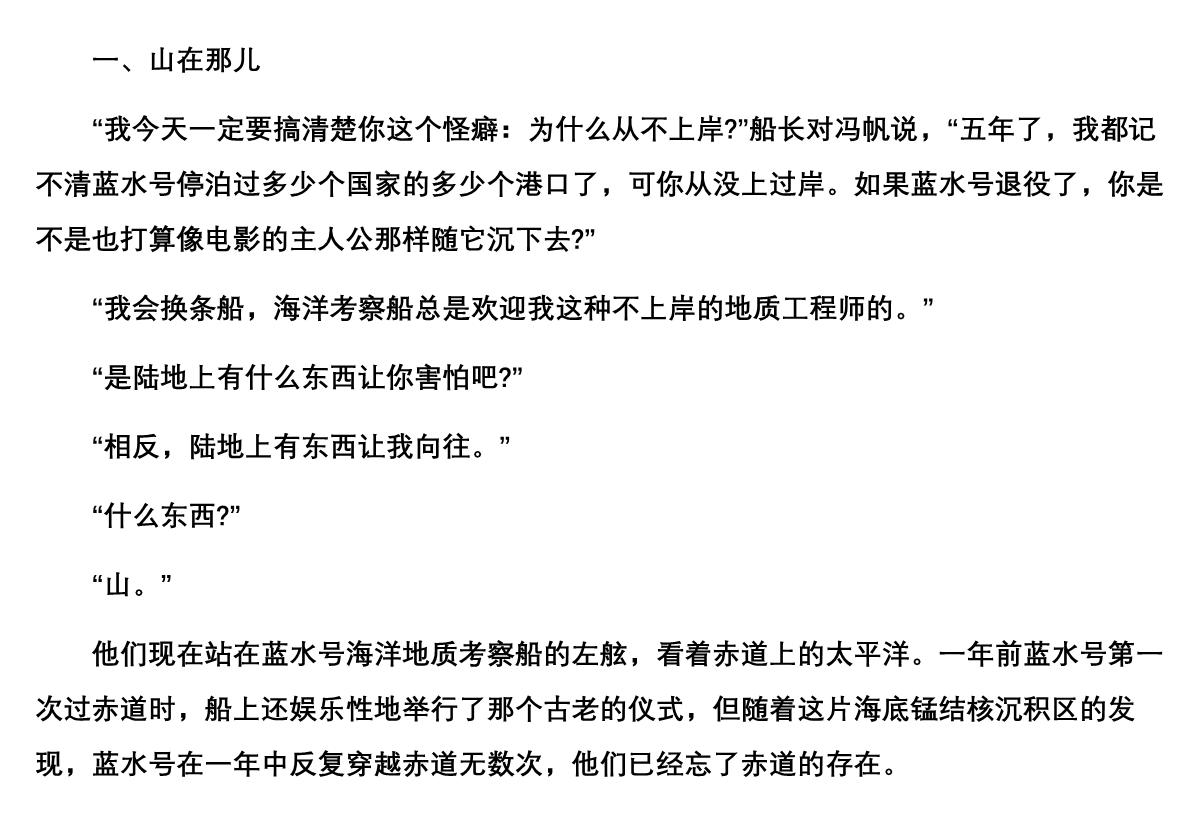 一、山在那儿
“我今天一定要搞清楚你这个怪癖：为什么从不上岸?”船长对冯帆说，“五年了，我都记
不清蓝水号停泊过多少个国家的多少个港口了，可你从没上过岸。如果蓝水号退役了，你是
不是也打算像电影的主人公那样随它沉下去?”
“我会换条船，海洋考察船总是欢迎我这种不上岸的地质工程师的。”
“是陆地上有什么东西让你害怕吧?”
“相反，陆地上有东西让我向往。”
“什么东西?”
“山。”
他们现在站在蓝水号海洋地质考察船的左舷，看着赤道上的太平洋。一年前蓝水号第一
次过赤道时，船上还娱乐性地举行了那个古老的仪式，但随着这片海底锰结核沉积区的发
现，蓝水号在一年中反复穿越赤道无数次，他们已经忘了赤道的存在。